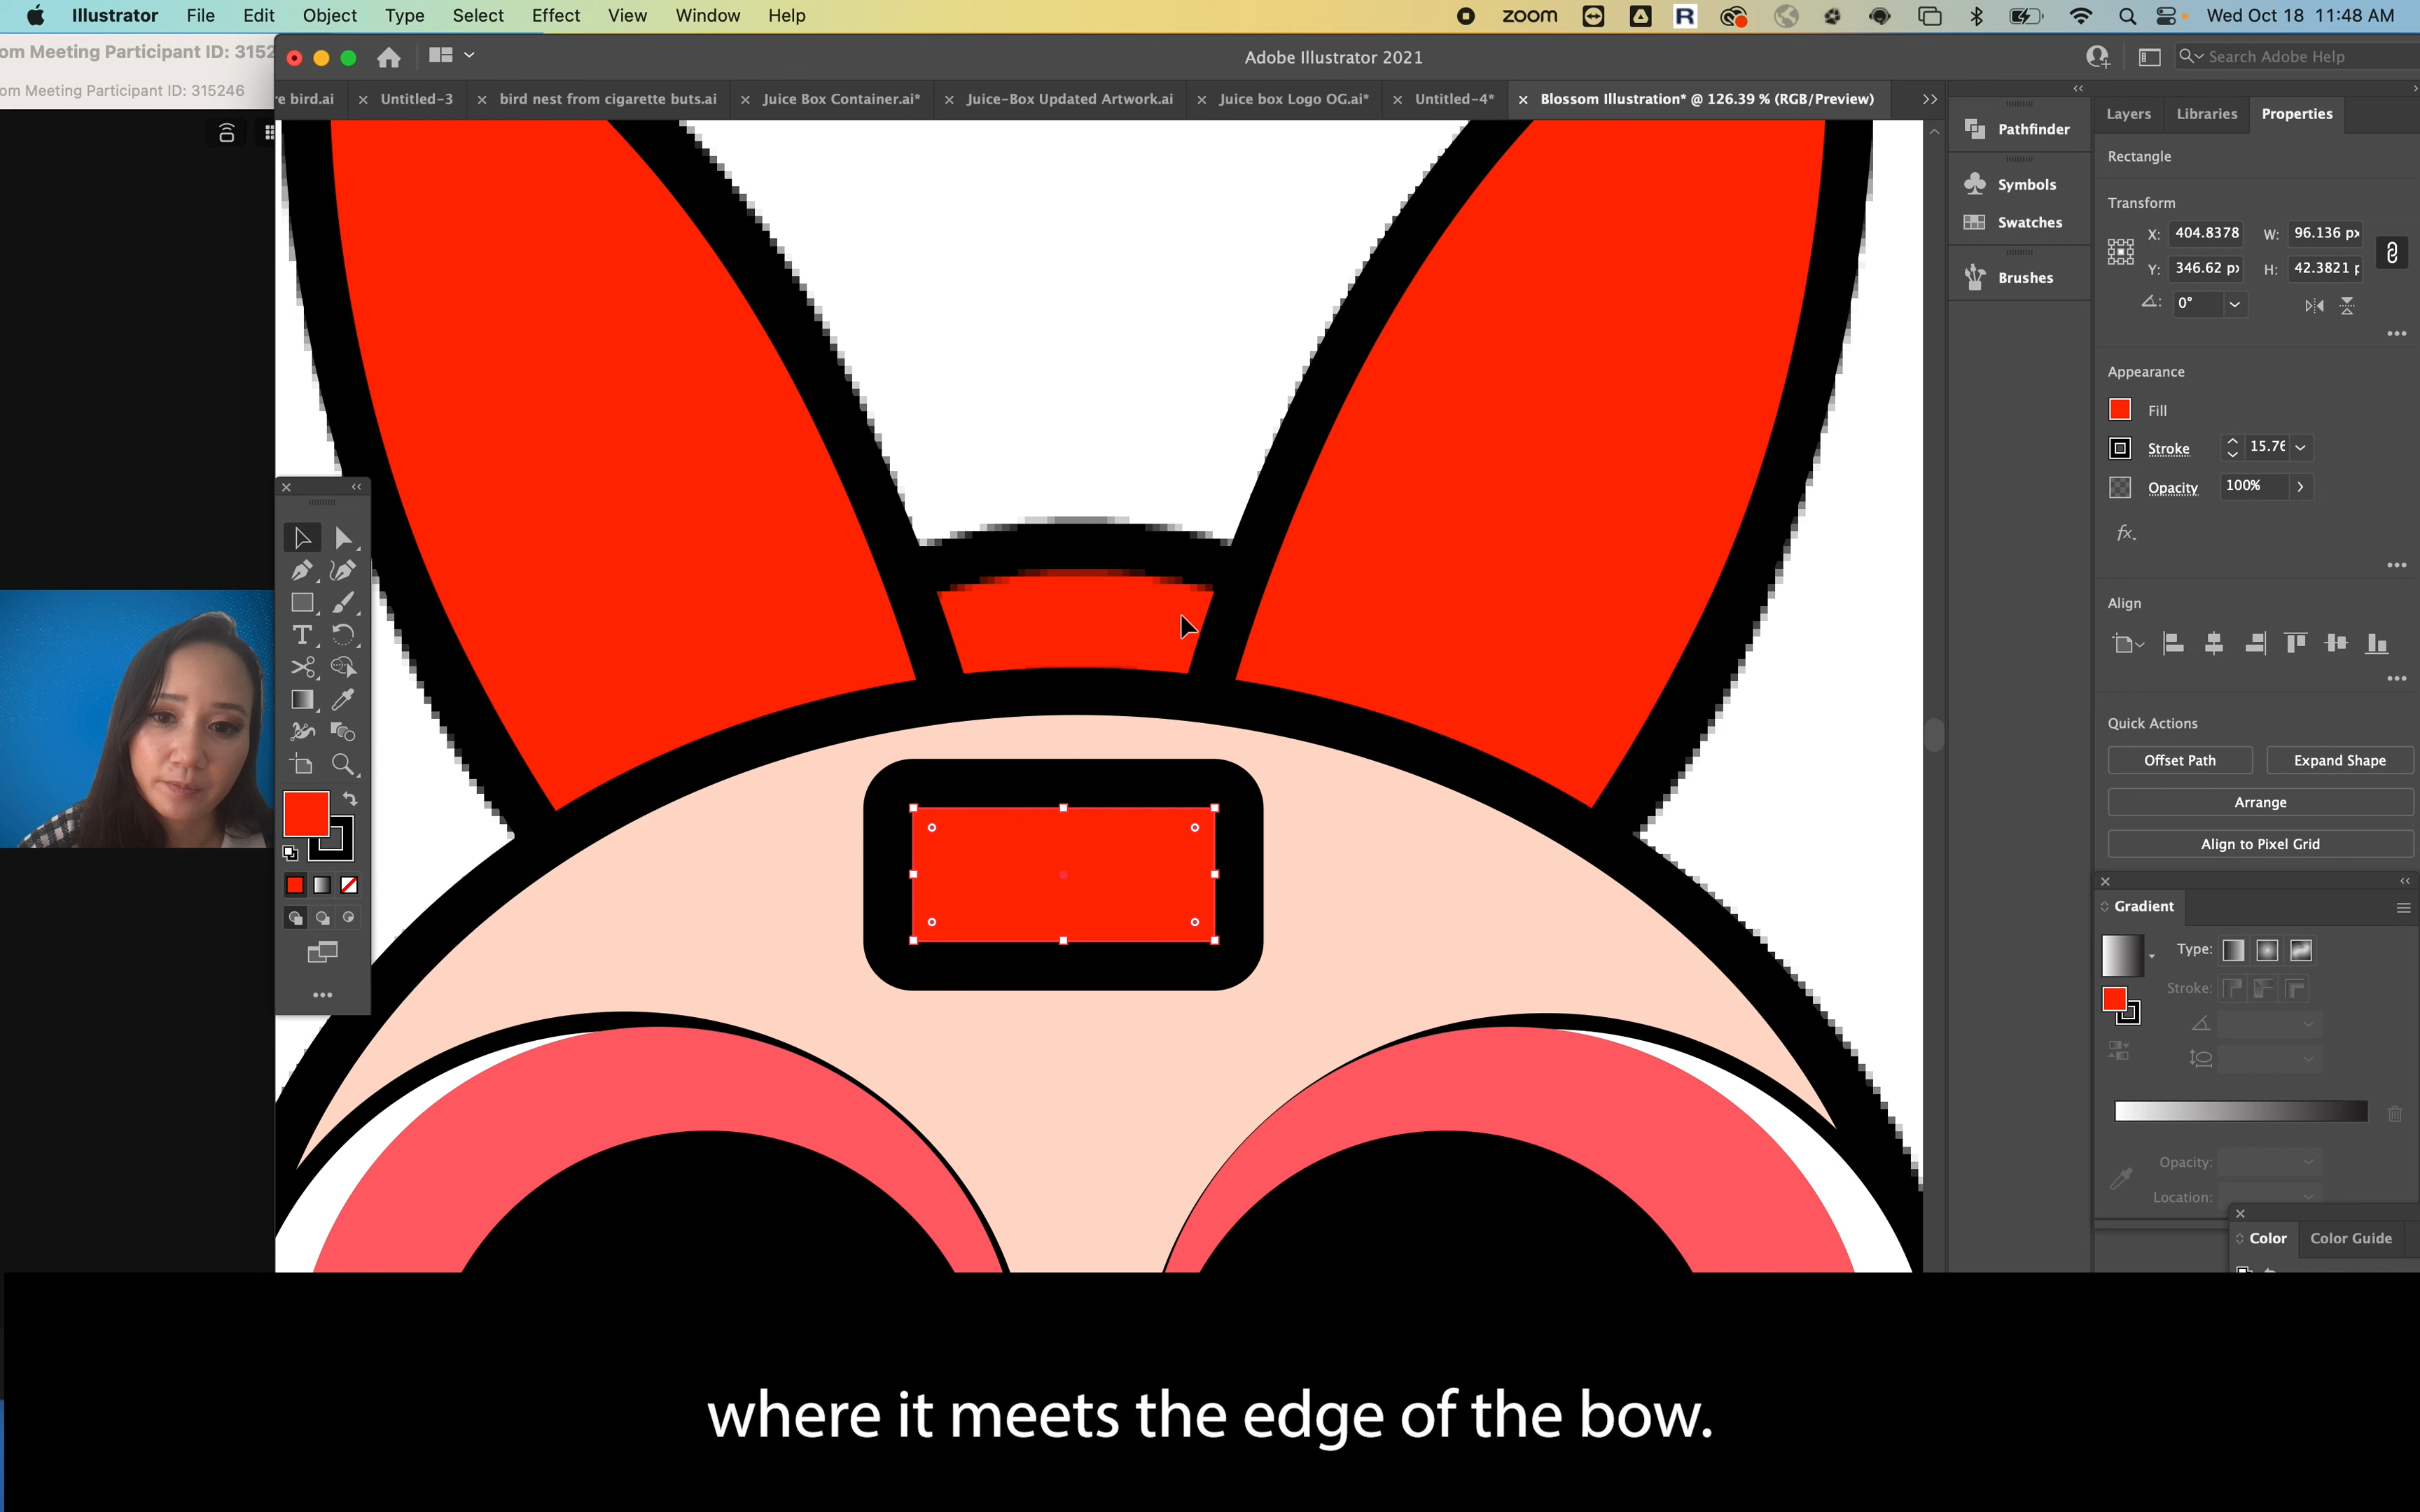 Illustrator File Edit Object Type Select Effect View Window Help
zoom
R
Wed Oct 18 11:48 AM
om Meeting Participant ID: 3152
om Meeting Participant ID: 315246
Adobe Illustrator 2021
Search Adobe Help
re bird.ai
Untitled-3
bird nest from cigarette buts.ai
Juice Box Container.ai*
Juice-Box Updated Artwork.ai
Juice box Logo OG.ai*
Untitled-4*
Blossom Illustration* @ 126.39 % (RGB/Preview)
Pathfinder
Symbols
Swatches
Brushes
Layers Libraries Properties
Rectangle
Transform
X: 404.8378 W: 96.136 px
Y: 346.62 px H: 42.3821 p
0°
Appearance
Fill
Stroke 15.76
Opacity 100%
fx.
Align
Quick Actions
Offset Path Expand Shape
Arrange
Align to Pixel Grid
Gradient
Type:
Stroke:
Opacity:
Location:
Color Color Guide
where it meets the edge of the bow.